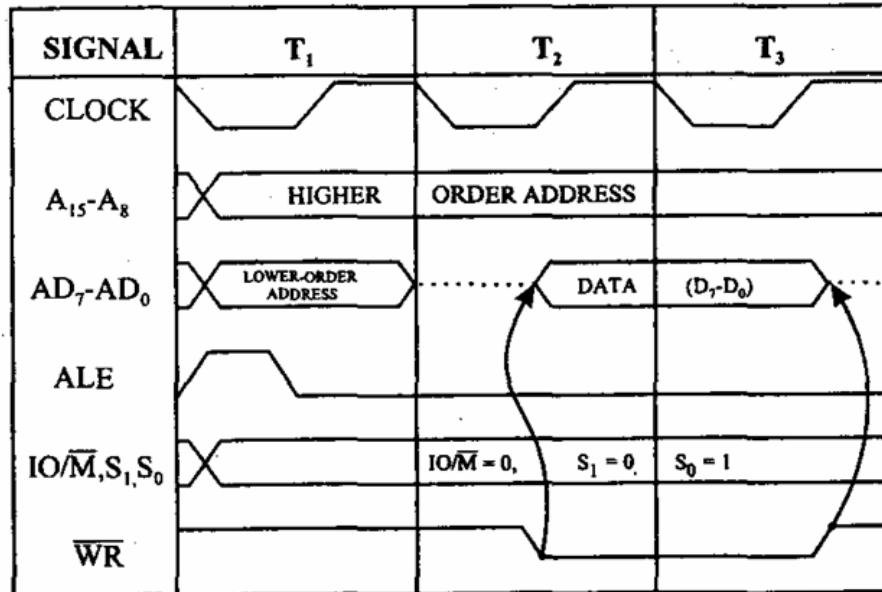 SIGNAL T₁ T₂ T₃
CLOCK
A₁₅-A₈ HIGHER ORDER ADDRESS
AD₇-AD₀ LOWER-ORDER ADDRESS DATA (D₇-D₀)
ALE
IO/M̅,S₁,S₀ IO/M̅ = 0, S₁ = 0, S₀ = 1
W̅R̅